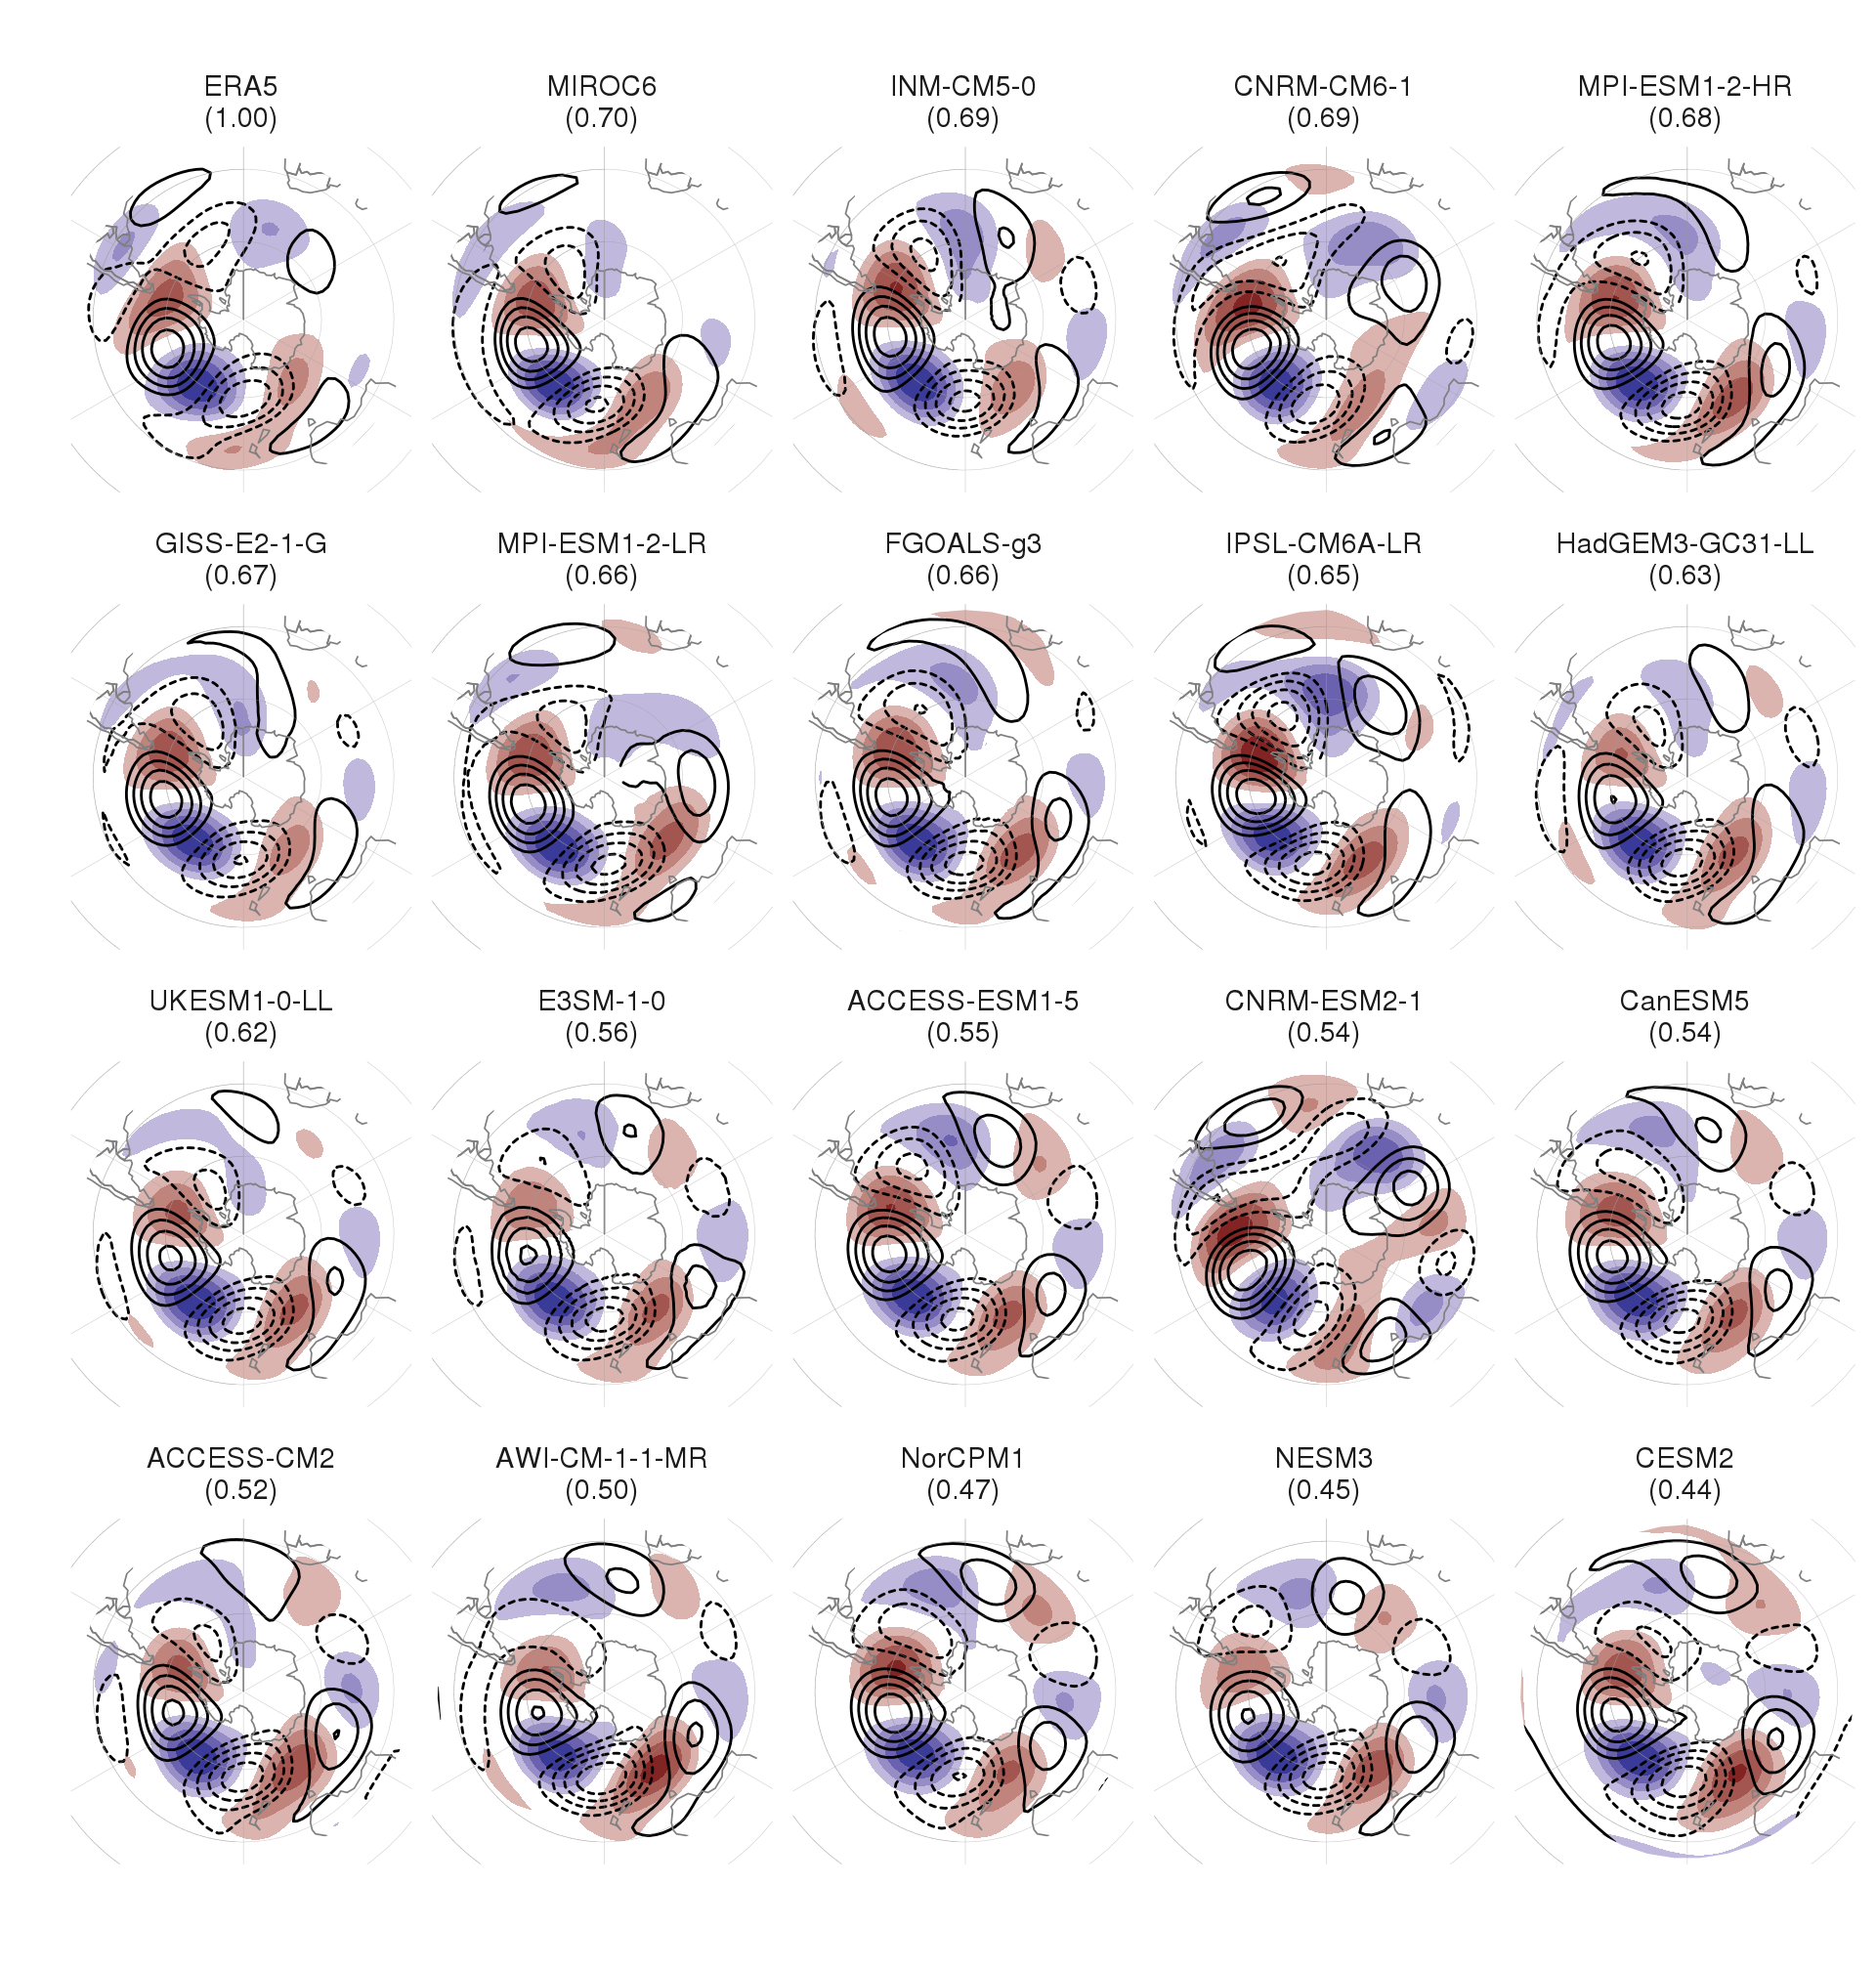 ERA5
(1.00)
MIROC6
(0.70)
INM-CM5-0
(0.69)
CNRM-CM6-1
(0.69)
MPI-ESM1-2-HR
(0.68)
GISS-E2-1-G
(0.67)
MPI-ESM1-2-LR
(0.66)
FGOALS-g3
(0.66)
IPSL-CM6A-LR
(0.65)
HadGEM3-GC31-LL
(0.63)
UKESM1-0-LL
(0.62)
E3SM-1-0
(0.56)
ACCESS-ESM1-5
(0.55)
CNRM-ESM2-1
(0.54)
CanESM5
(0.54)
ACCESS-CM2
(0.52)
AWI-CM-1-1-MR
(0.50)
NorCPM1
(0.47)
NESM3
(0.45)
CESM2
(0.44)